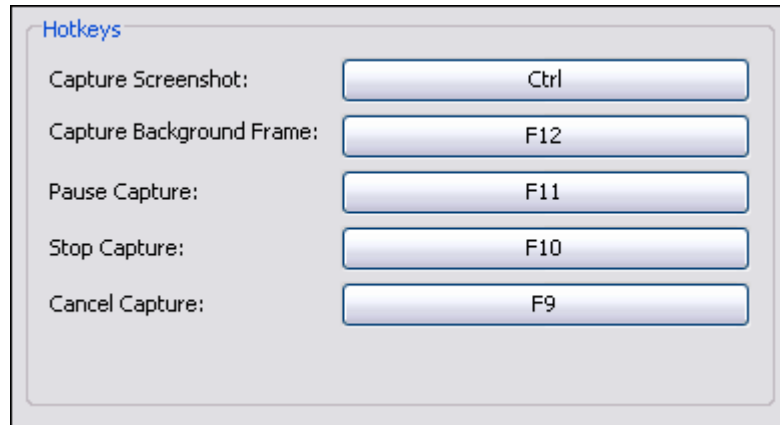 Hotkeys
Capture Screenshot: Ctrl
Capture Background Frame: F12
Pause Capture: F11
Stop Capture: F10
Cancel Capture: F9